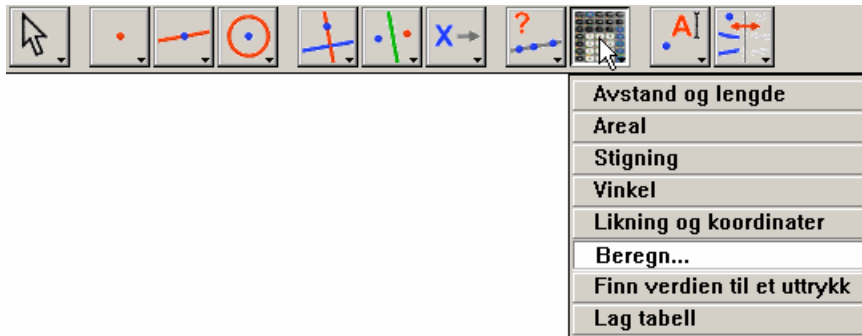 ?
A
X
Avstand og lengde
Areal
Stigning
Vinkel
Likning og koordinater
Beregn...
Finn verdien til et uttrykk
Lag tabell